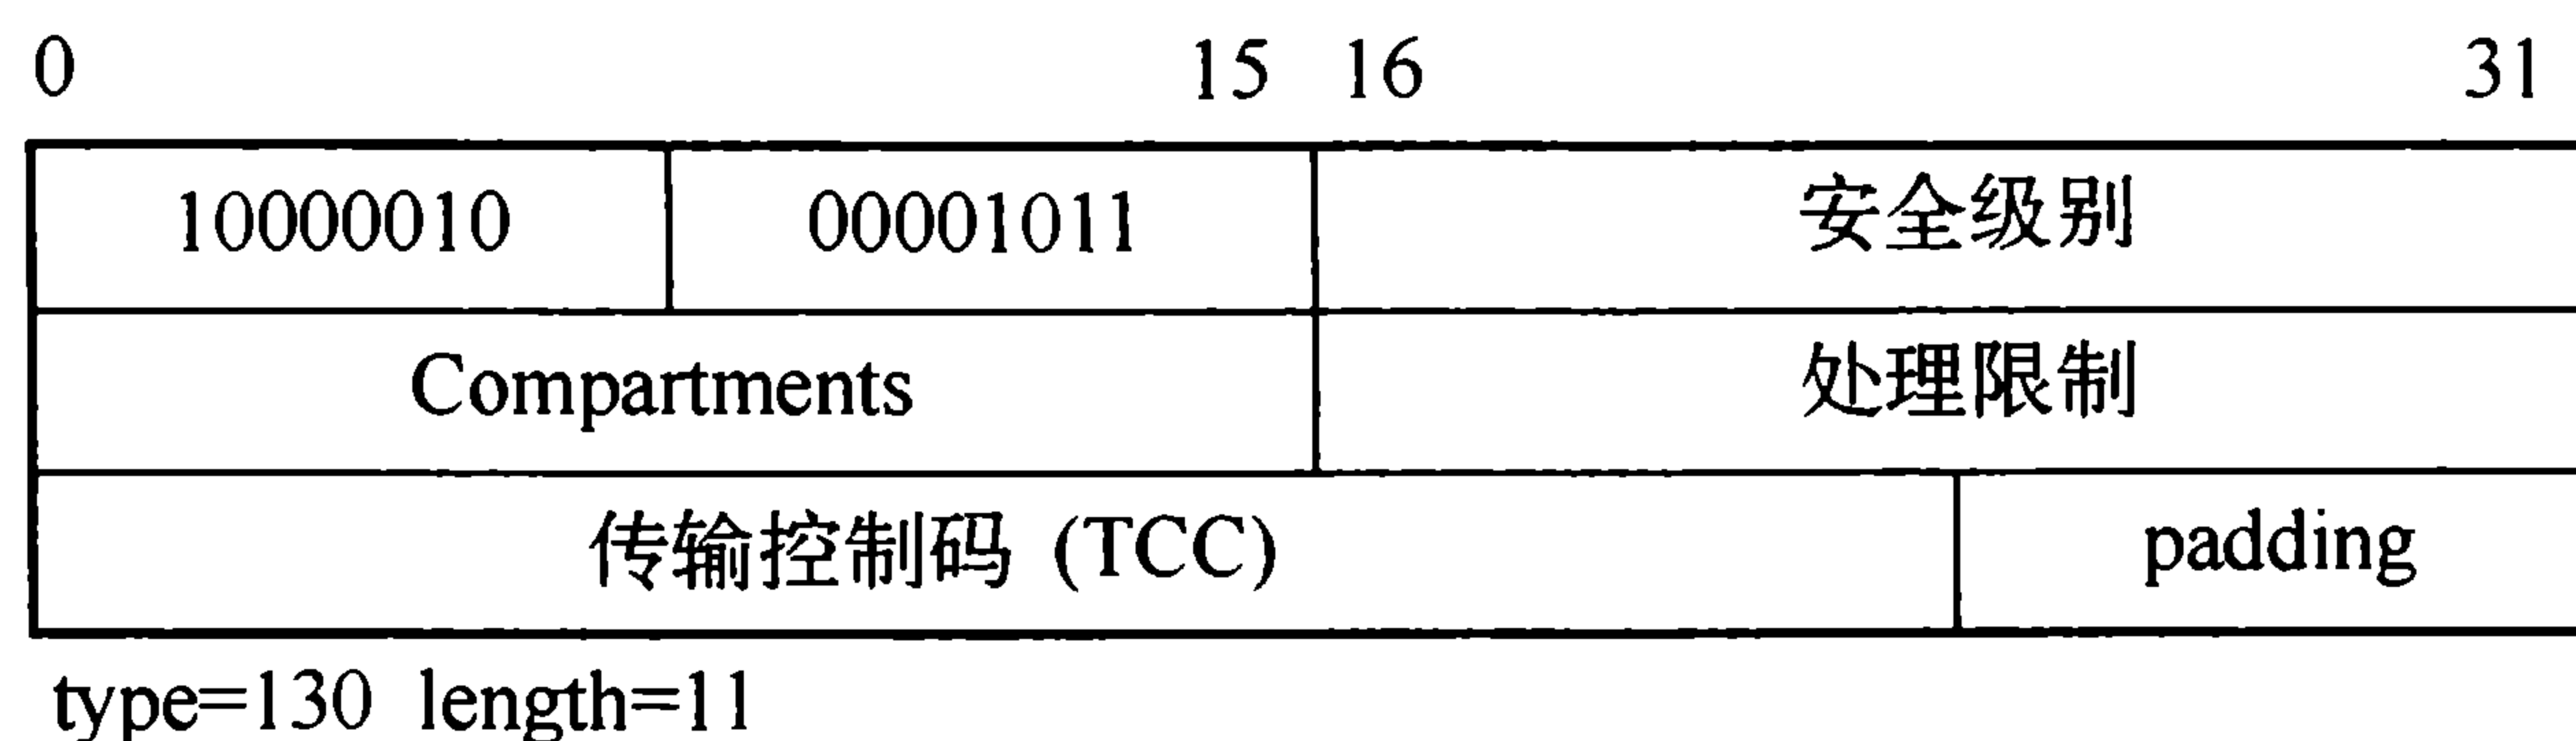 0 15 16 31
10000010 00001011 安全级别
Compartments 处理限制
传输控制码 (TCC) padding
type=130 length=11